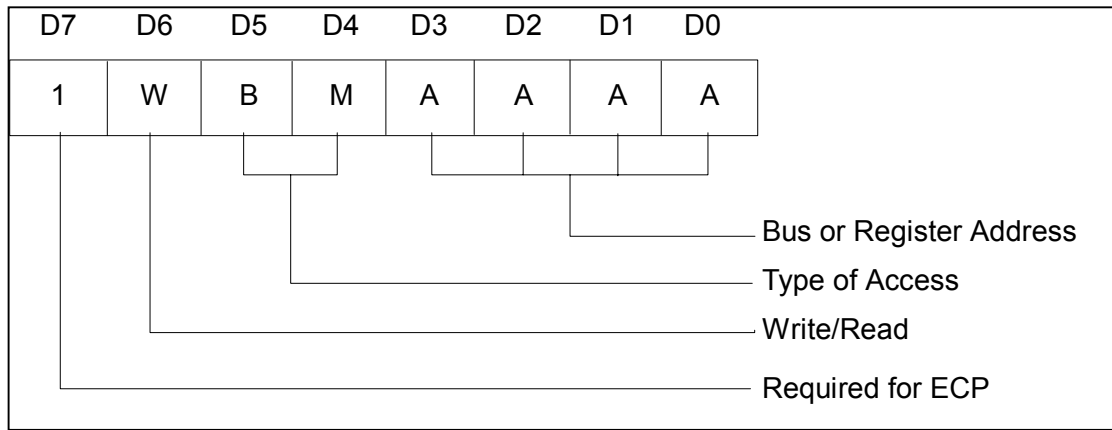 D7 D6 D5 D4 D3 D2 D1 D0
1 W B M A A A A
Bus or Register Address
Type of Access
Write/Read
Required for ECP